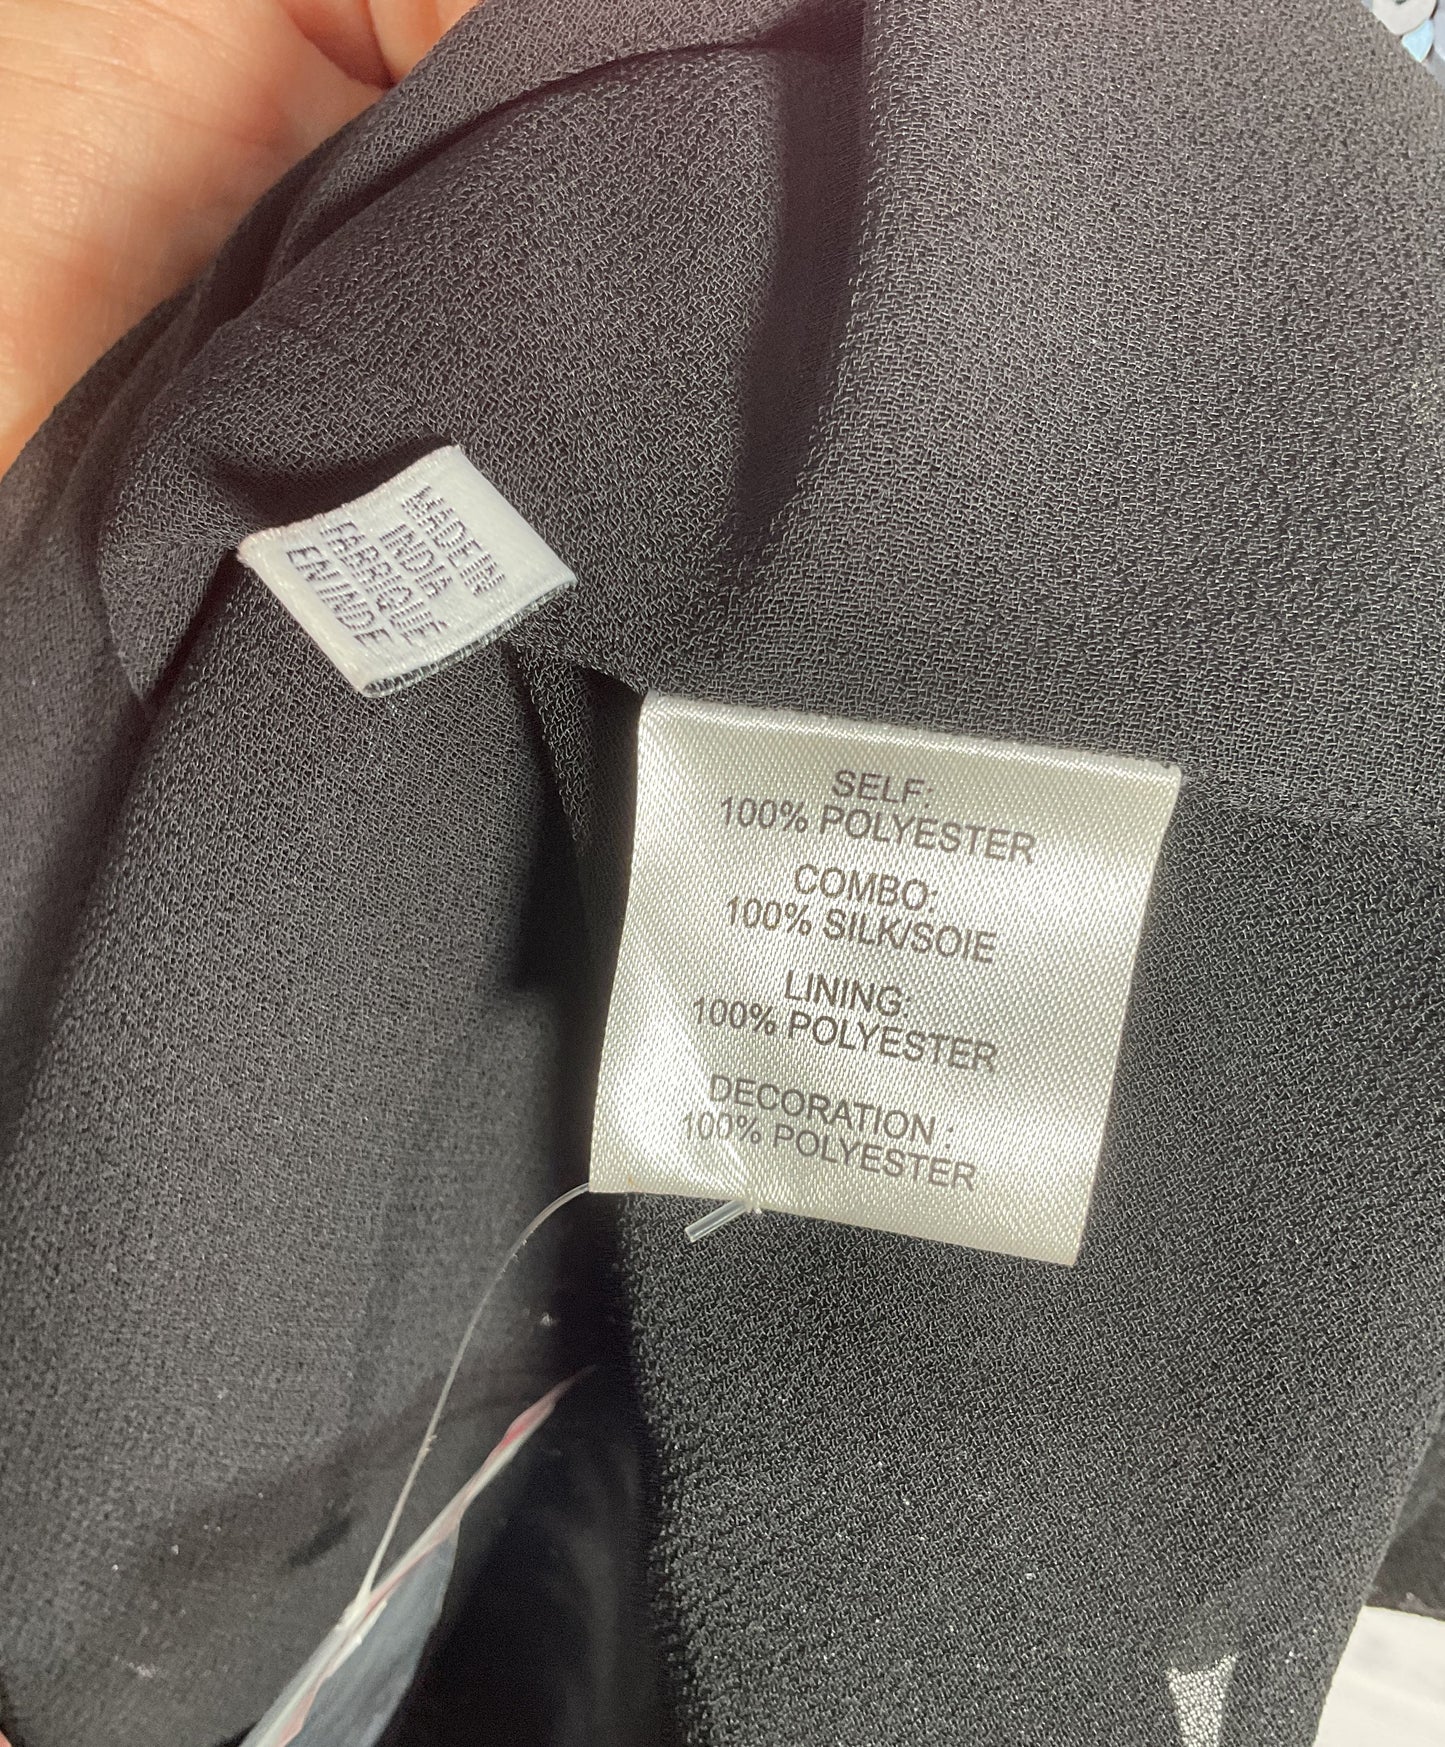 MADE IN
INDIA
FABRIQUÉ
EN INDE
SELF:
100% POLYESTER
COMBO:
100% SILK/SOIE
LINING:
100% POLYESTER
DECORATION :
100% POLYESTER